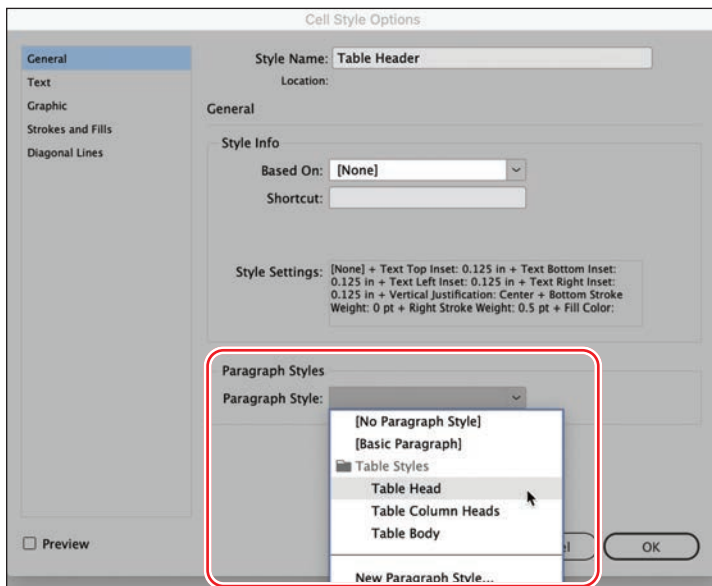 Cell Style Options
General
Text
Graphic
Strokes and Fills
Diagonal Lines
Style Name: Table Header
Location:
General
Style Info
Based On: [None]
Shortcut:
Style Settings: [None] + Text Top Inset: 0.125 in + Text Bottom Inset:
0.125 in + Text Left Inset: 0.125 in + Text Right Inset:
0.125 in + Vertical Justification: Center + Bottom Stroke
Weight: 0 pt + Right Stroke Weight: 0.5 pt + Fill Color:
Paragraph Styles
Paragraph Style:
[No Paragraph Style]
[Basic Paragraph]
Table Styles
Table Head
Table Column Heads
Table Body
New Paragraph Style...
Preview
OK